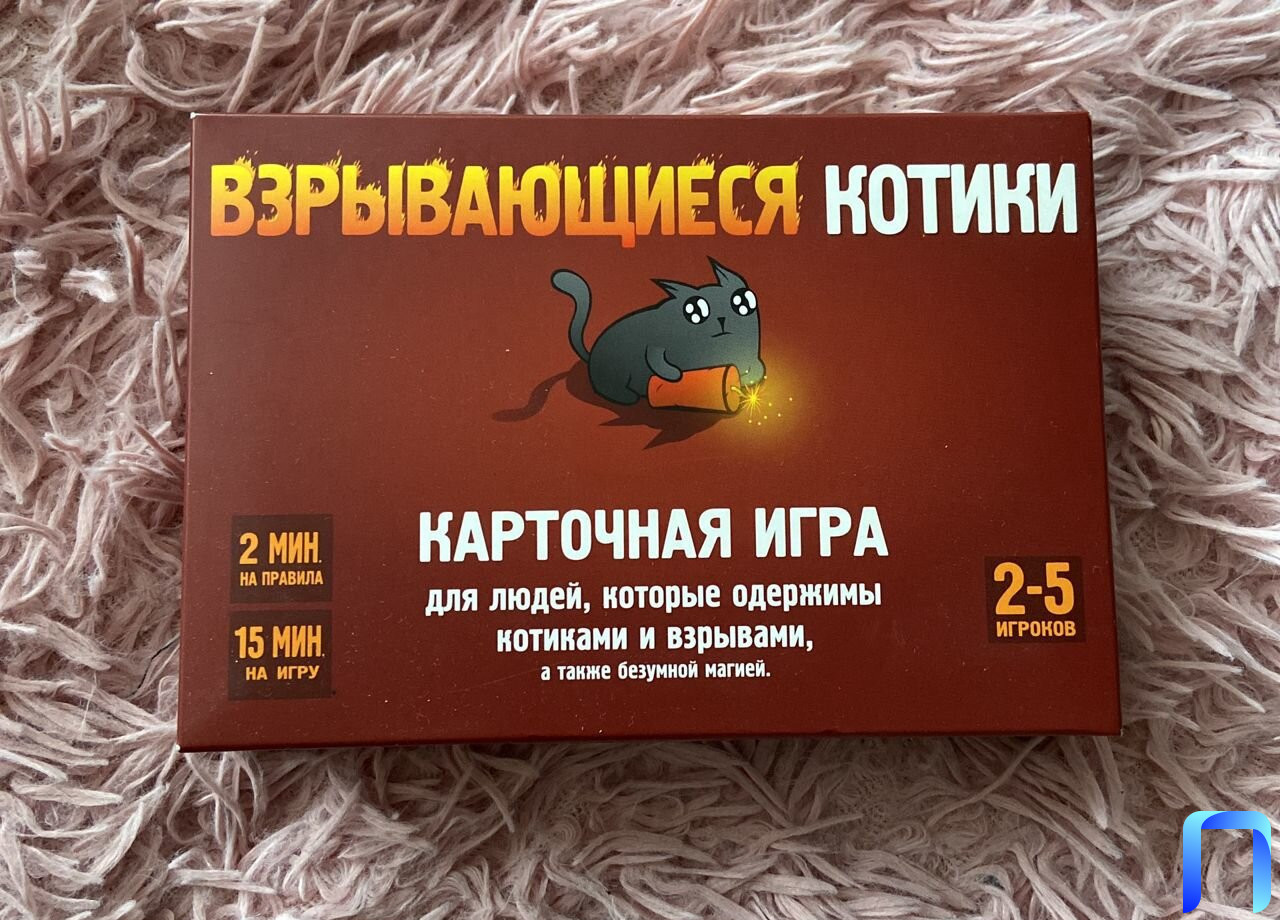 ВЗРЫВАЮЩИЕСЯ КОТИКИ
КАРТОЧНАЯ ИГРА
для людей, которые одержимы
котиками и взрывами,
а также безумной магией.
2 МИН.
НА ПРАВИЛА
15 МИН.
НА ИГРУ
2-5
ИГРОКОВ